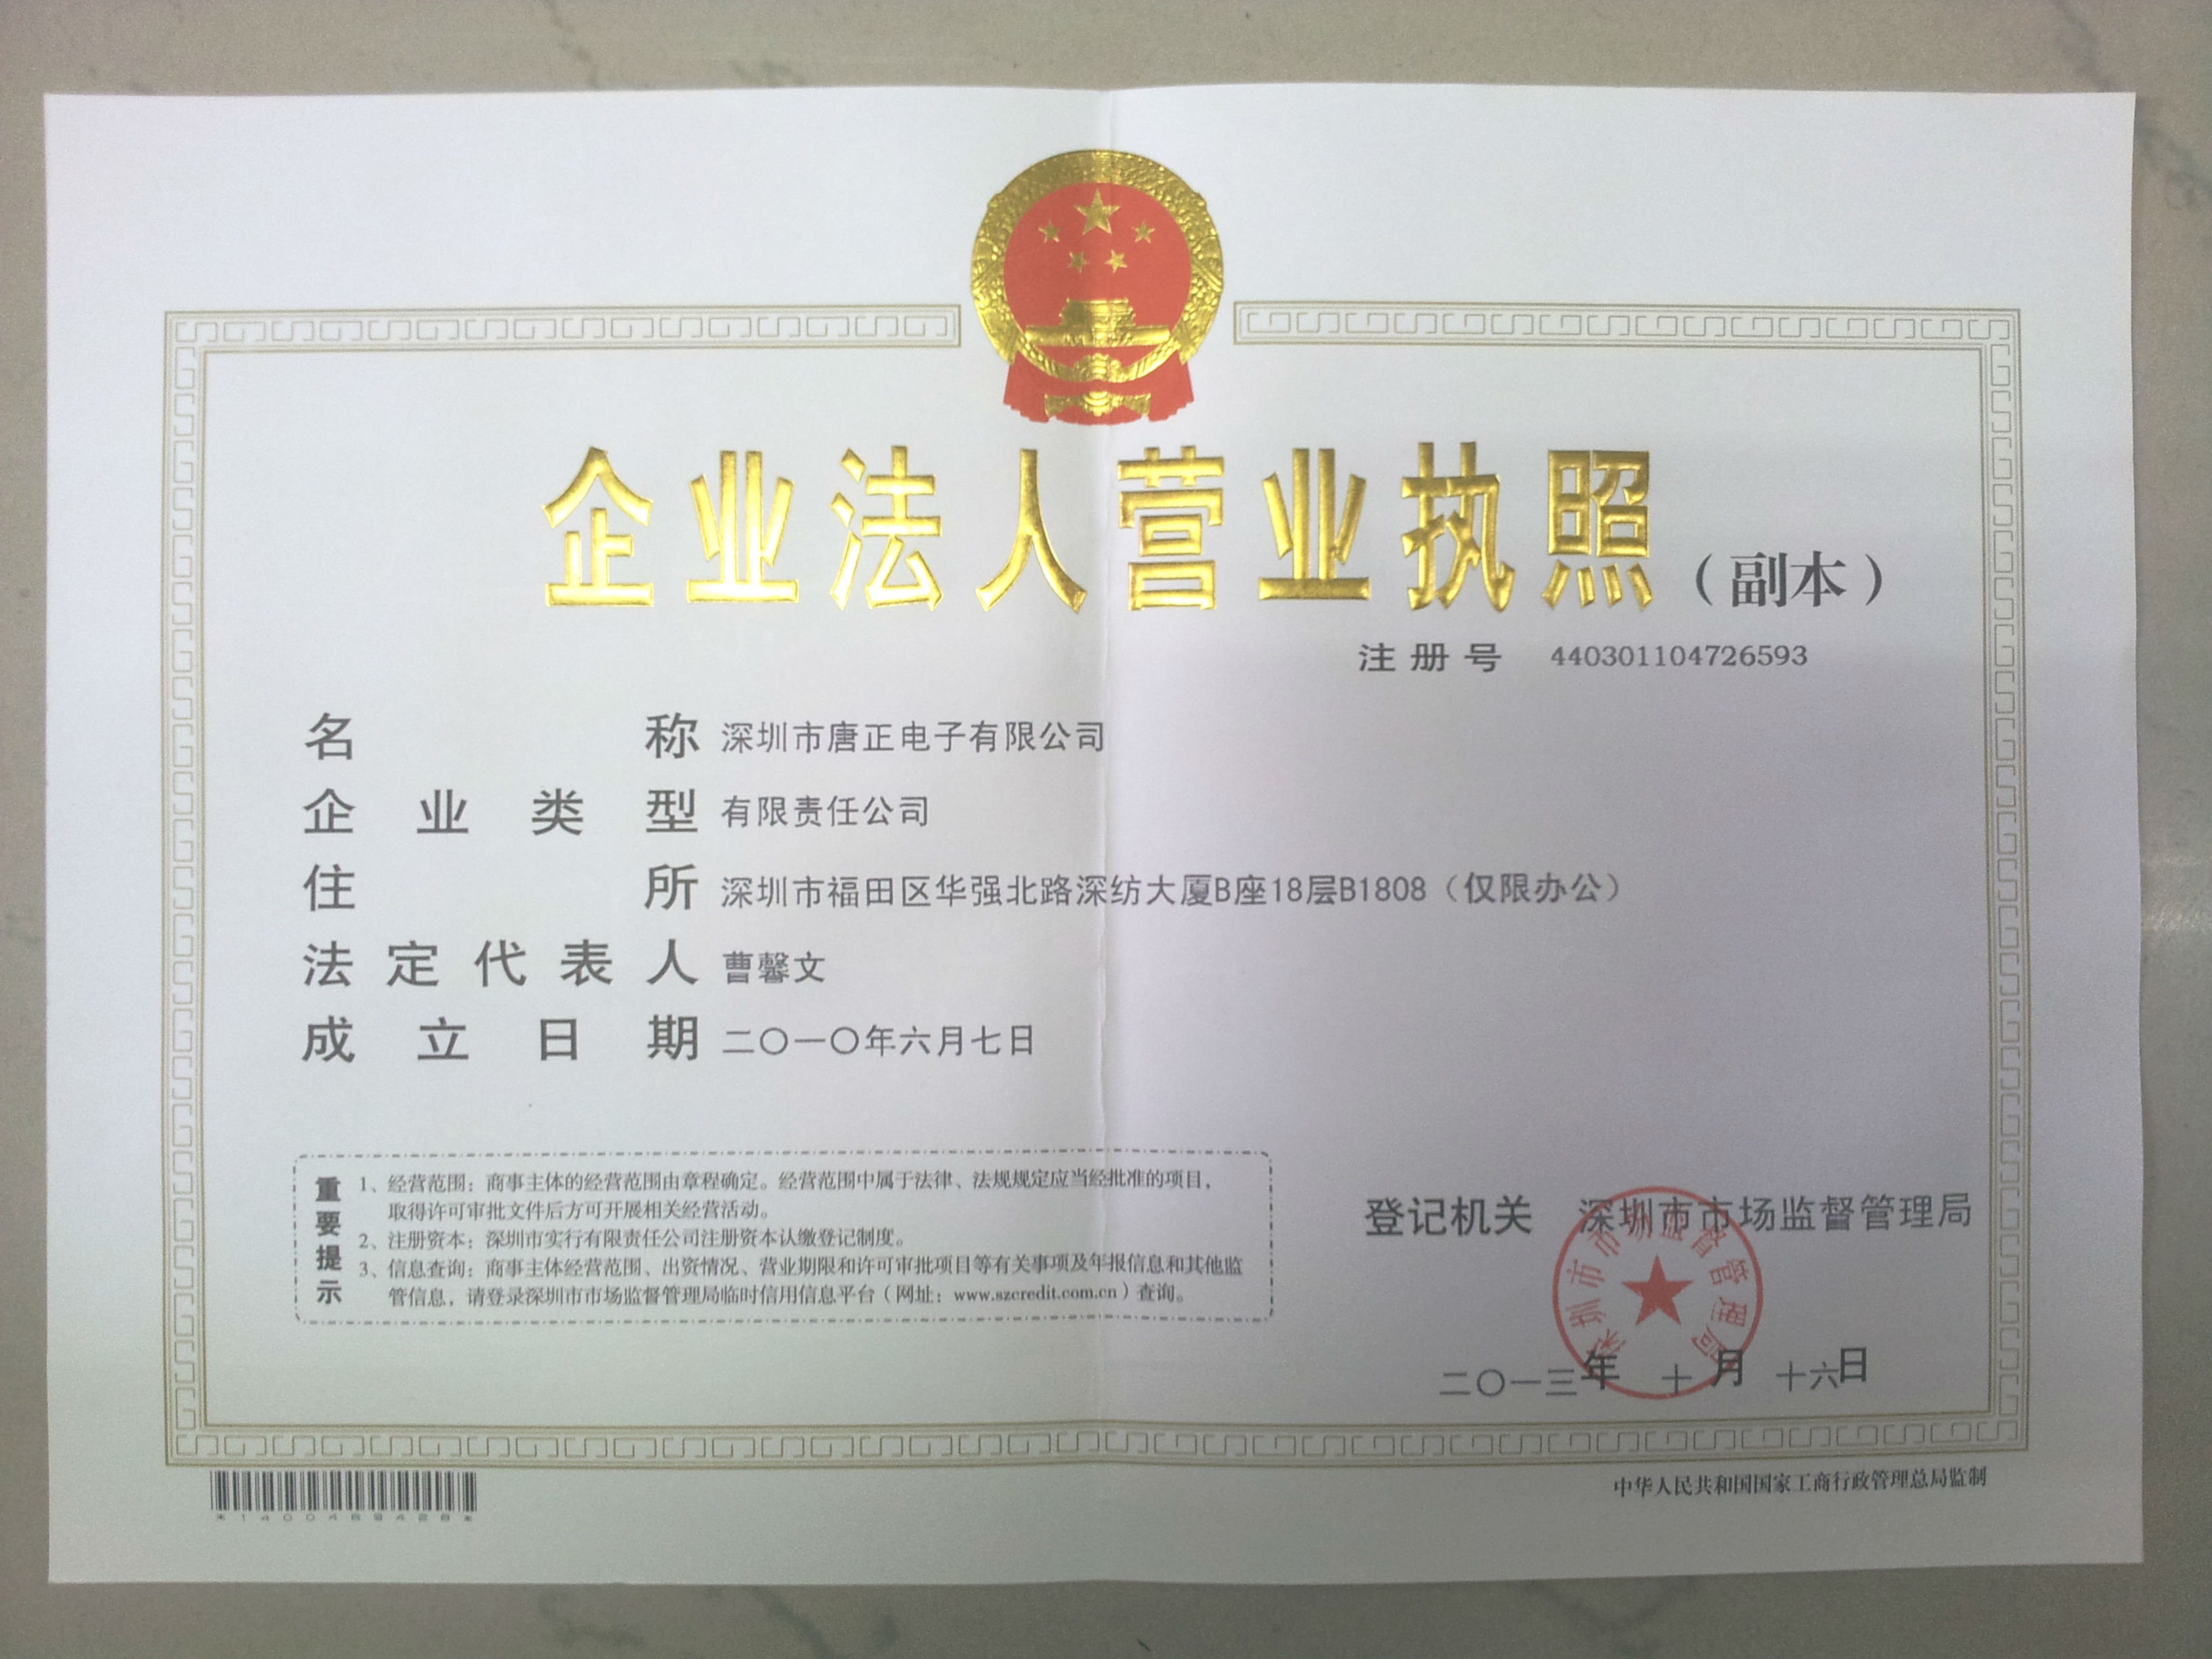 企业法人营业执照（副本）
注册号 440301104726593
名称 深圳市唐正电子有限公司
企业类型 有限责任公司
住所 深圳市福田区华强北路深纺大厦B座18层B1808（仅限办公）
法定代表人 曹馨文
成立日期 二〇一〇年六月七日
重要提示
1、经营范围：商事主体的经营范围由章程确定。经营范围中属于法律、法规规定应当经批准的项目，
取得许可审批文件后方可开展相关经营活动。
2、注册资本：深圳市实行有限责任公司注册资本认缴登记制度。
3、信息查询：商事主体经营范围、出资情况、营业期限和许可审批项目等有关事项及年报信息和其他监
管信息，请登录深圳市市场监督管理局临时信用信息平台（网址：www.szcredit.com.cn）查询。
登记机关 深圳市市场监督管理局
深圳市市场监督管理局
二〇一三年十月十六日
*1400469428*
中华人民共和国国家工商行政管理总局监制